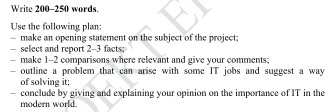 Write 200–250 words.
Use the following plan:
– make an opening statement on the subject of the project;
– select and report 2–3 facts;
– make 1–2 comparisons where relevant and give your comments;
– outline a problem that can arise with some IT jobs and suggest a way
of solving it;
– conclude by giving and explaining your opinion on the importance of IT in the
modern world.